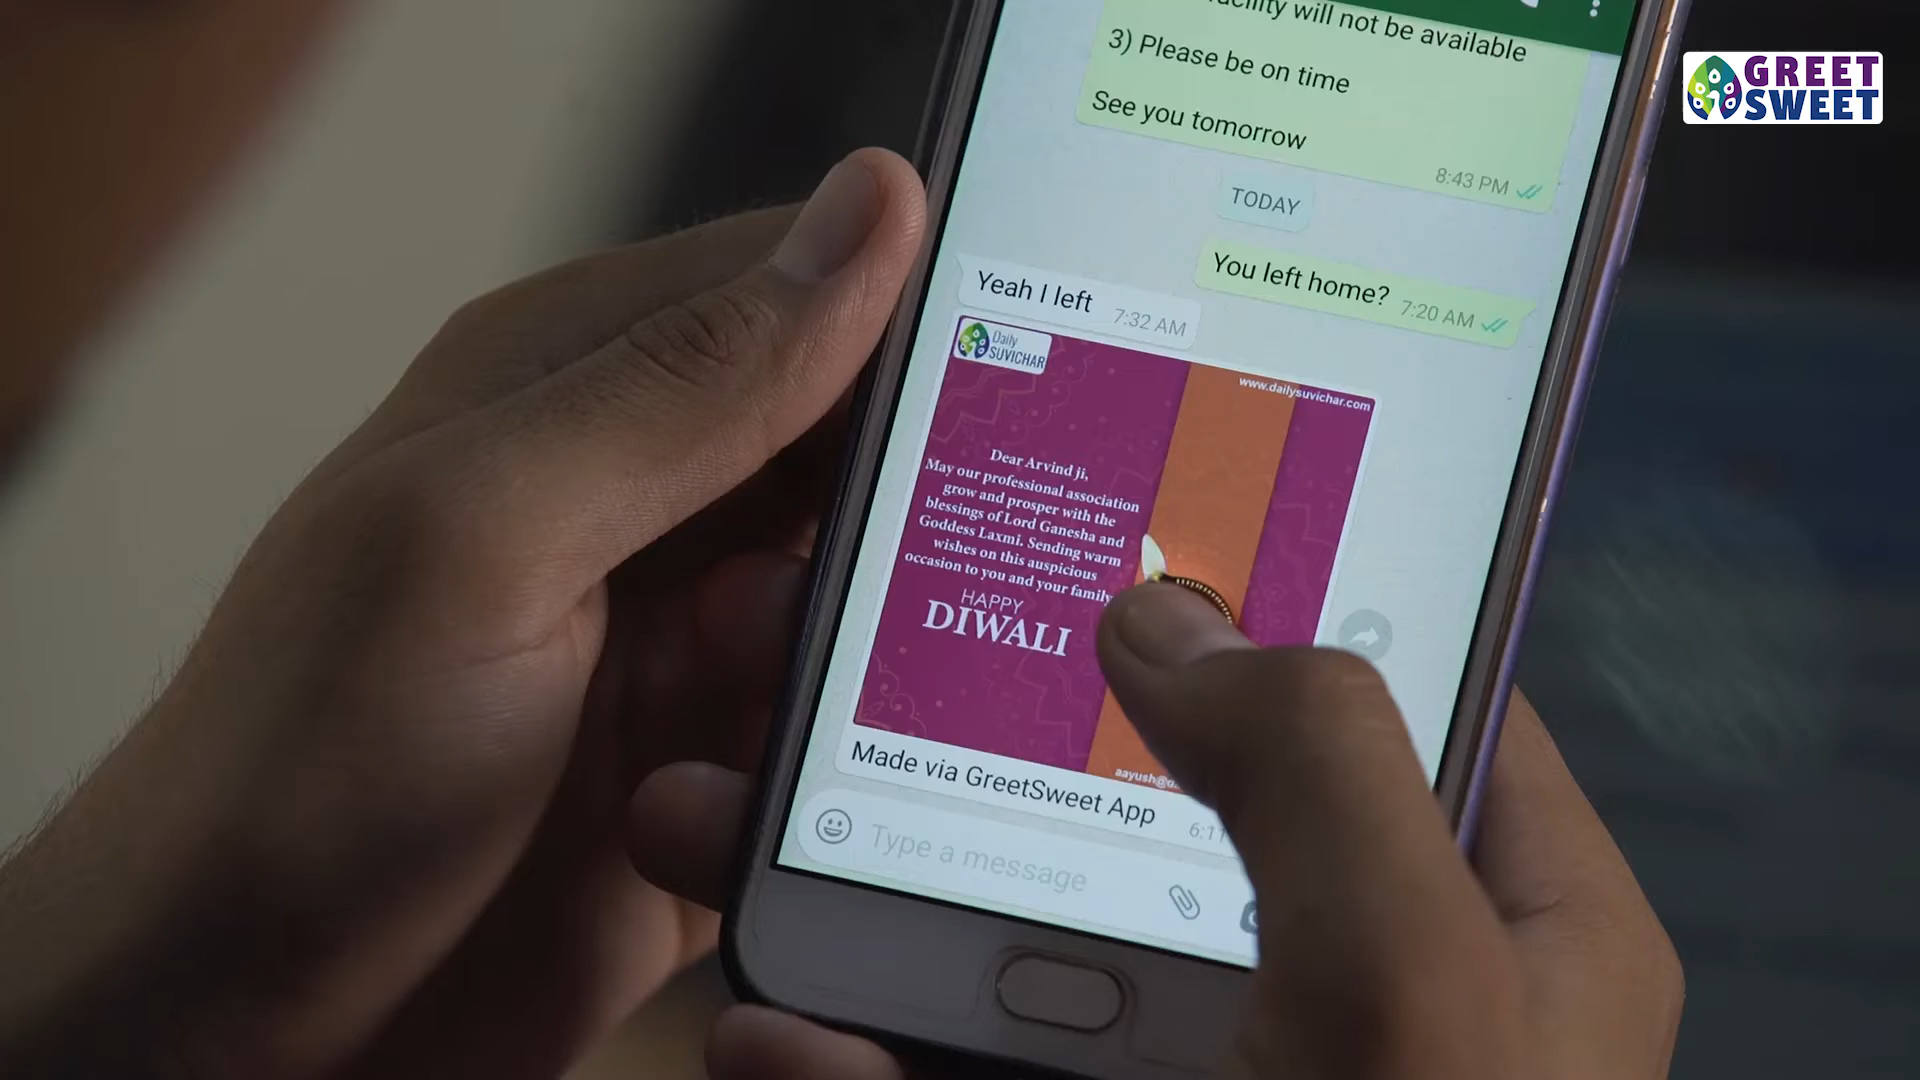 facility will not be available
3) Please be on time
See you tomorrow
8:43 PM
GREET
SWEET
TODAY
You left home? 7:20 AM
Yeah I left 7:32 AM
Daily
SUVICHAR
www.dailysuvichar.com
Dear Arvind ji,
May our professional association
grow and prosper with the
blessings of Lord Ganesha and
Goddess Laxmi. Sending warm
wishes on this auspicious
occasion to you and your family
HAPPY
DIWALI
Made via GreetSweet App
Type a message